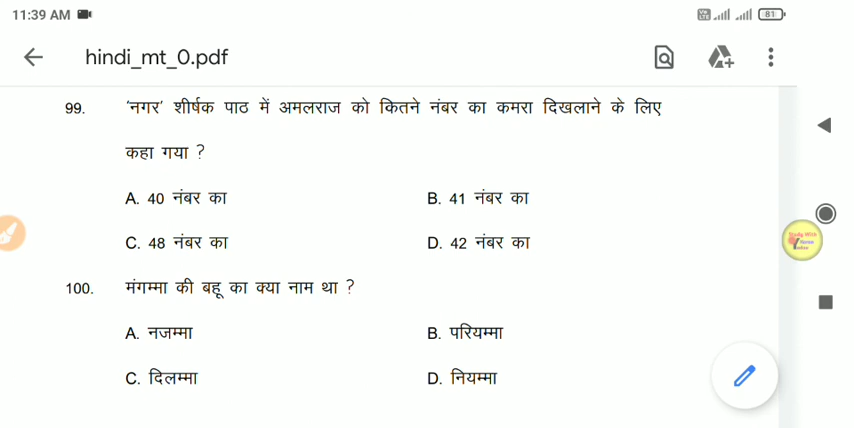 11:39 AM
81
hindi_mt_0.pdf
99. 'नगर' शीर्षक पाठ में अमलराज को कितने नंबर का कमरा दिखलाने के लिए
कहा गया ?
A. 40 नंबर का B. 41 नंबर का
C. 48 नंबर का D. 42 नंबर का
100. मंगम्मा की बहू का क्या नाम था ?
A. नजम्मा B. परियम्मा
C. दिलम्मा D. नियम्मा